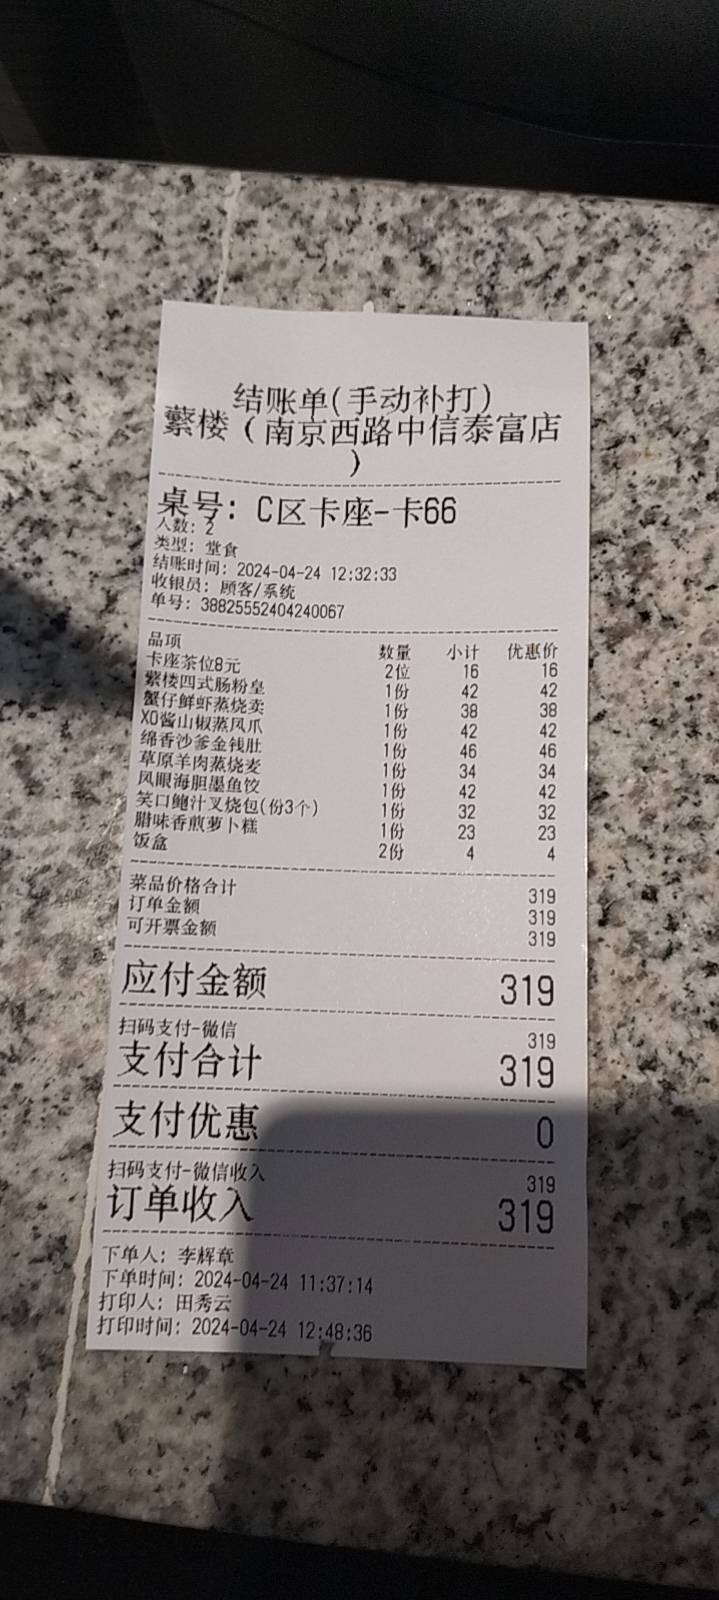 结账单(手动补打)
蘩楼（南京西路中信泰富店
）
桌号: C区卡座-卡66
人数: 2
类型: 堂食
结账时间: 2024-04-24 12:32:33
收银员: 顾客/系统
单号: 38825552404240067
品项 数量 小计 优惠价
卡座茶位8元 2位 16 16
蘩楼四式肠粉皇 1份 42 42
蟹仔鲜虾蒸烧卖 1份 38 38
XO酱山椒蒸凤爪 1份 42 42
绵香沙爹金钱肚 1份 46 46
草原羊肉蒸烧麦 1份 34 34
凤眼海胆墨鱼饺 1份 42 42
笑口鲍汁叉烧包(份3个) 1份 32 32
腊味香煎萝卜糕 1份 23 23
饭盒 2份 4 4
菜品价格合计 319
订单金额 319
可开票金额 319
应付金额 319
扫码支付-微信 319
支付合计 319
支付优惠 0
扫码支付-微信收入 319
订单收入 319
下单人: 李辉章
下单时间: 2024-04-24 11:37:14
打印人: 田秀云
打印时间: 2024-04-24 12:48:36